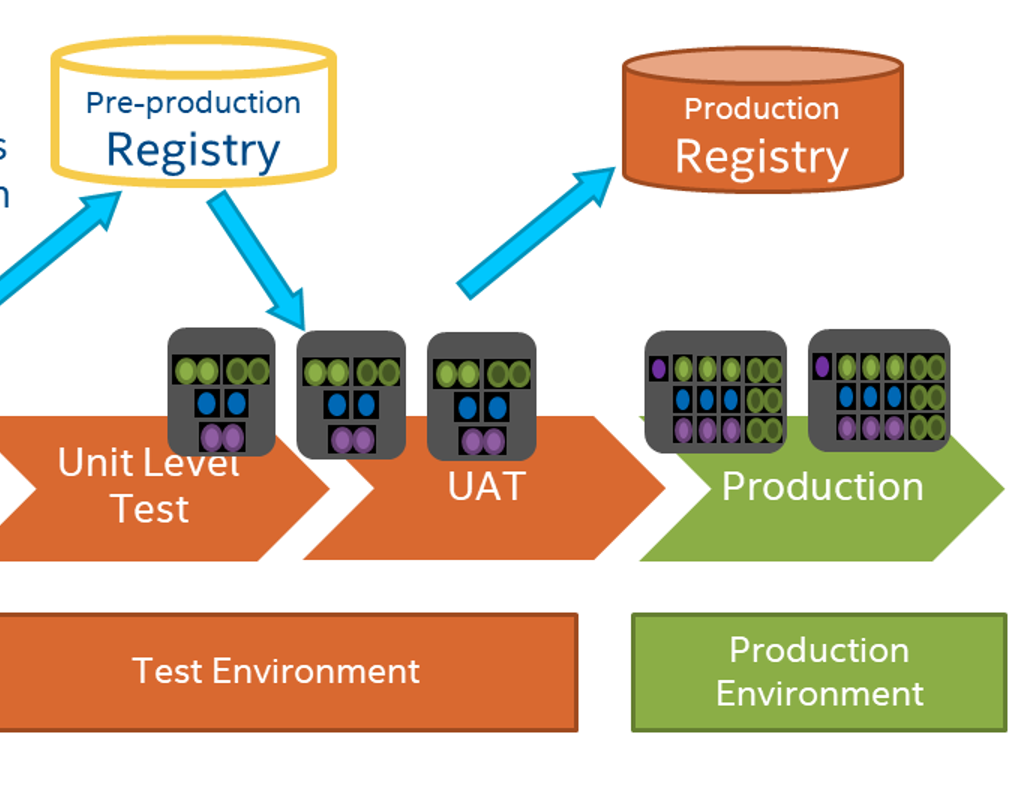 Pre-production
Registry
Production
Registry
s
n
Unit Level
Test
UAT
Production
Test Environment
Production
Environment